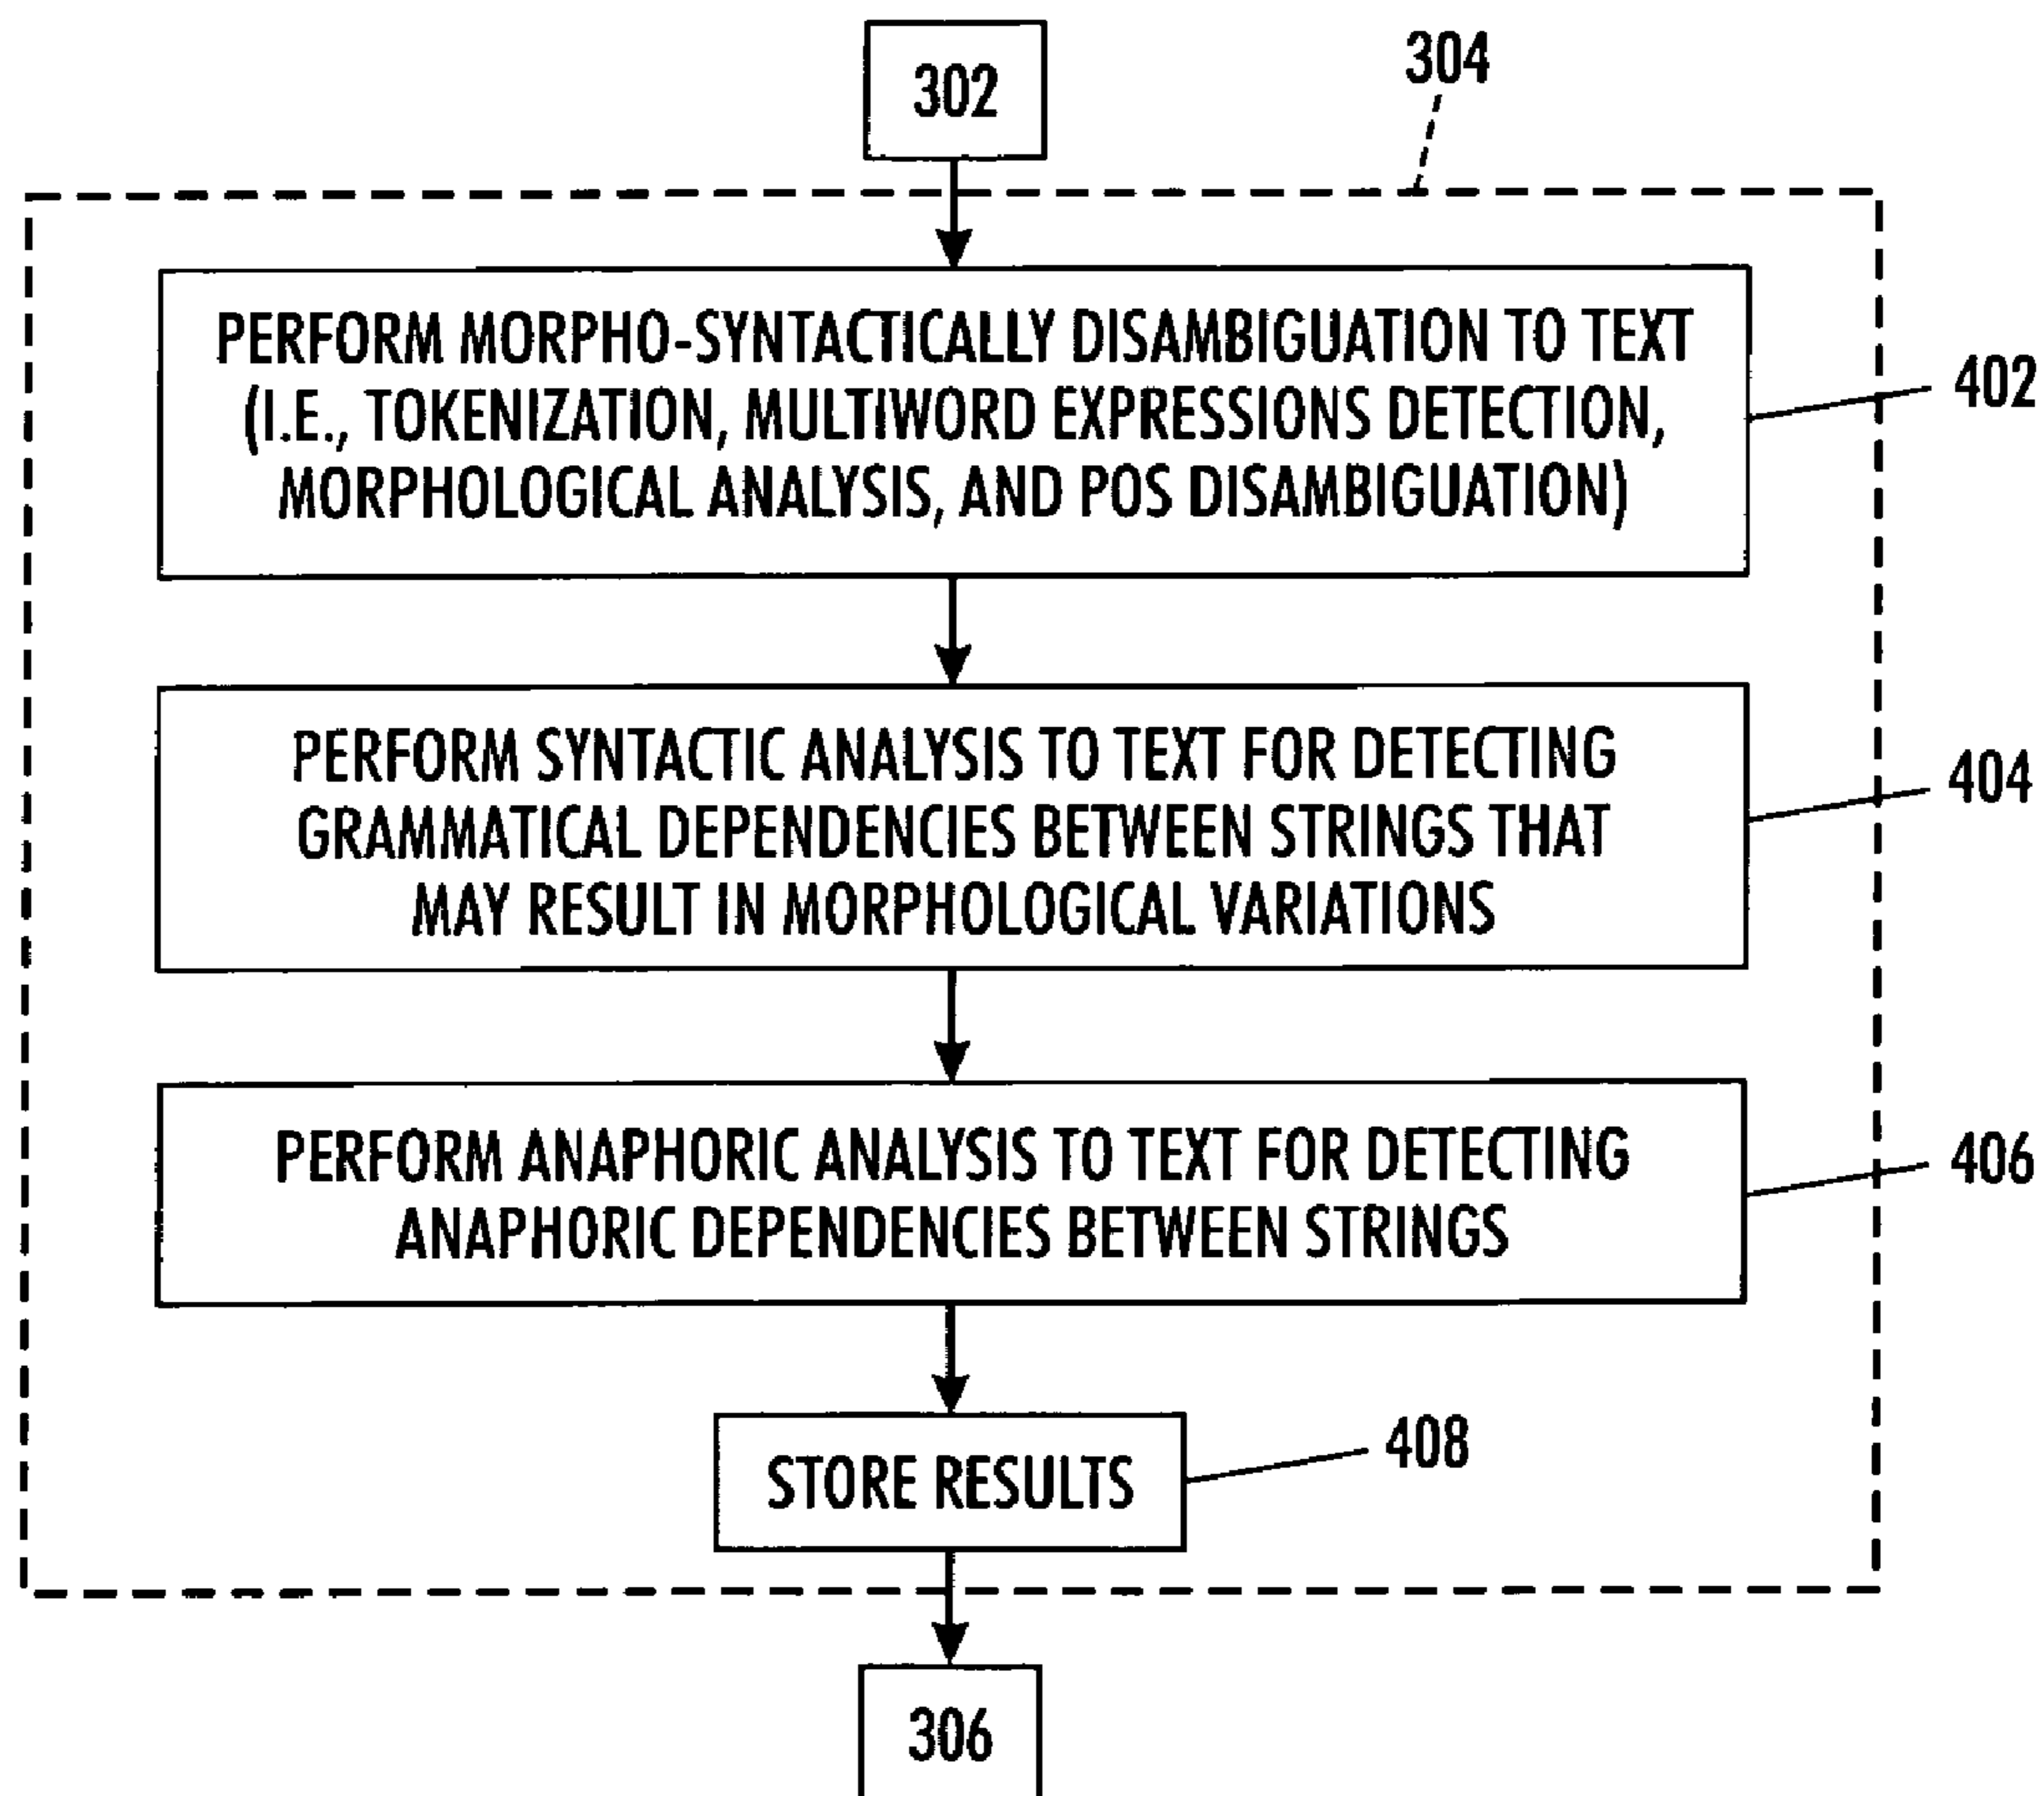 302
304
PERFORM MORPHO-SYNTACTICALLY DISAMBIGUATION TO TEXT
(I.E., TOKENIZATION, MULTIWORD EXPRESSIONS DETECTION,
MORPHOLOGICAL ANALYSIS, AND POS DISAMBIGUATION)
402
PERFORM SYNTACTIC ANALYSIS TO TEXT FOR DETECTING
GRAMMATICAL DEPENDENCIES BETWEEN STRINGS THAT
MAY RESULT IN MORPHOLOGICAL VARIATIONS
404
PERFORM ANAPHORIC ANALYSIS TO TEXT FOR DETECTING
ANAPHORIC DEPENDENCIES BETWEEN STRINGS
406
STORE RESULTS
408
306